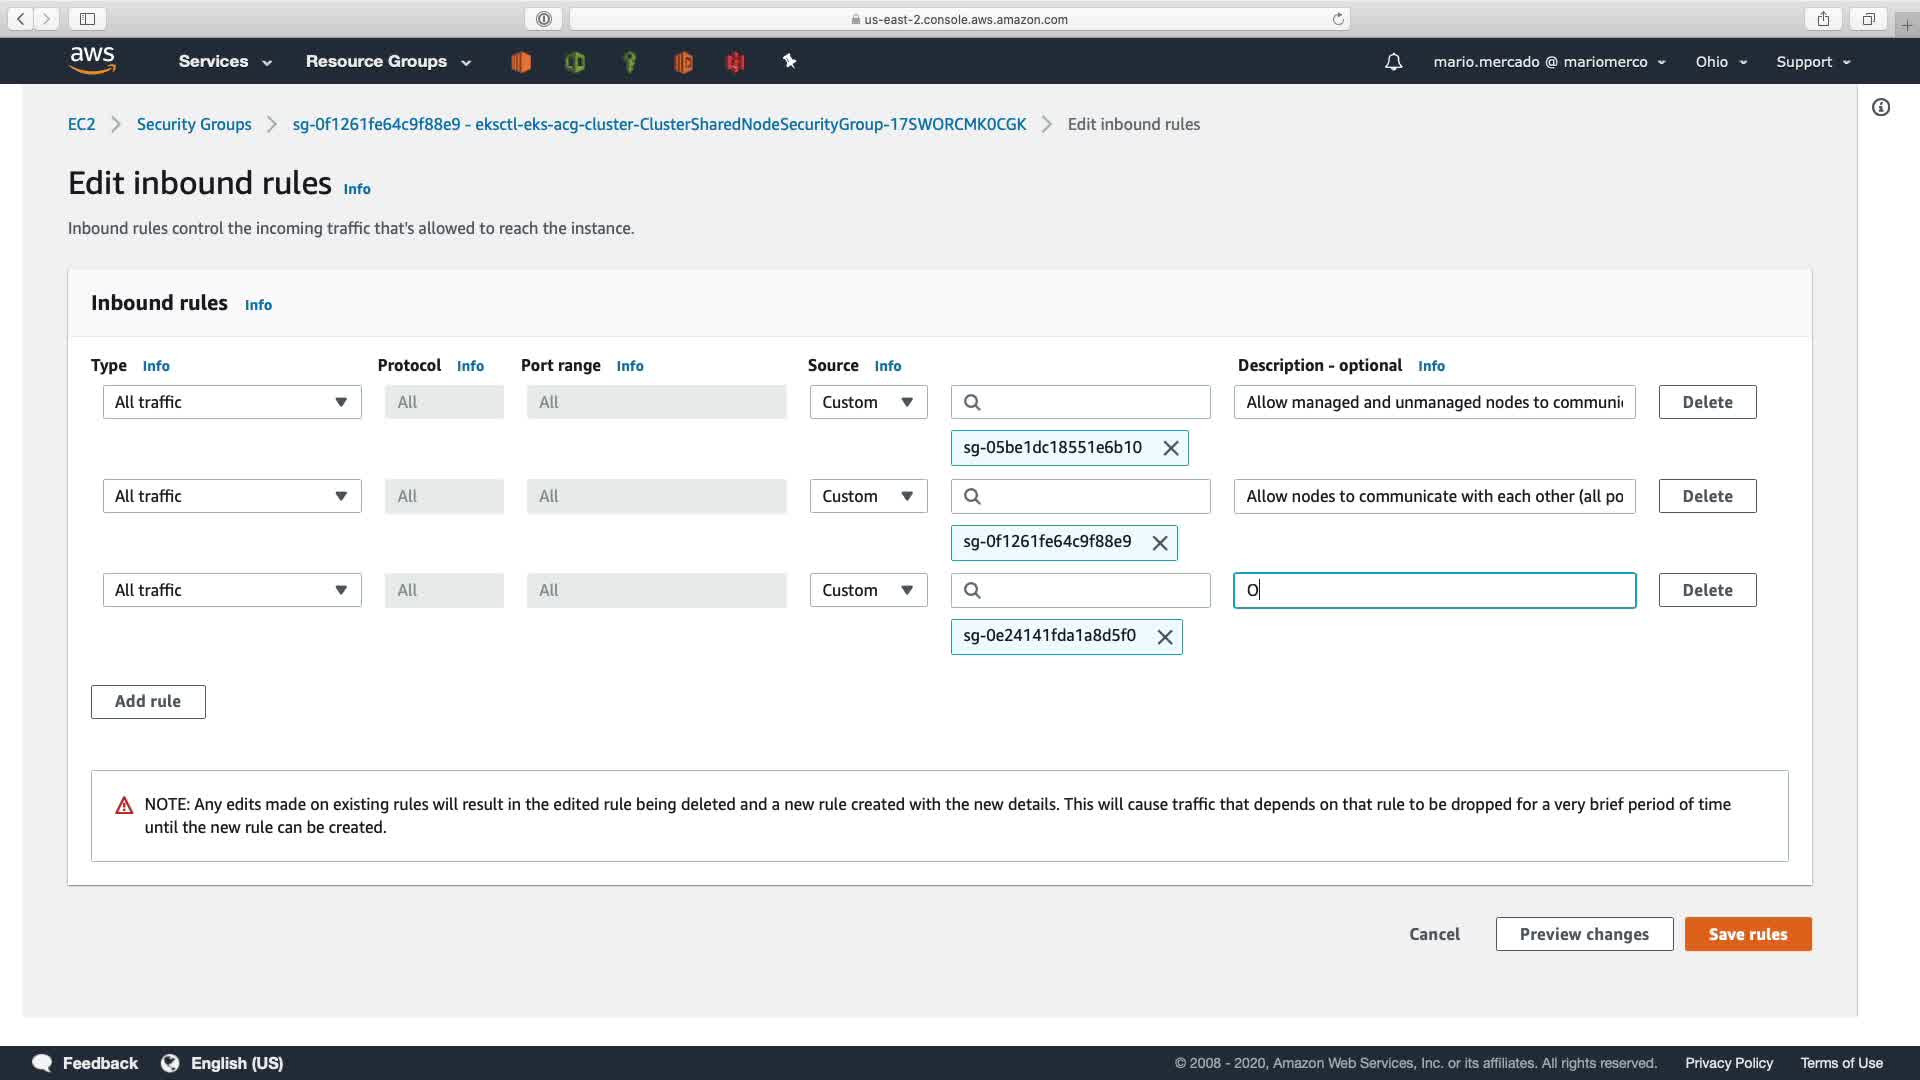 us-east-2.console.aws.amazon.com
aws
Services
Resource Groups
mario.mercado @ mariomerco
Ohio
Support
EC2
Security Groups
sg-0f1261fe64c9f88e9 - eksctl-eks-acg-cluster-ClusterSharedNodeSecurityGroup-17SWORCMK0CGK
Edit inbound rules
Edit inbound rules Info
Inbound rules control the incoming traffic that's allowed to reach the instance.
Inbound rules Info
Type Info Protocol Info Port range Info Source Info Description - optional Info
All traffic All All Custom Allow managed and unmanaged nodes to communi Delete
sg-05be1dc18551e6b10
All traffic All All Custom Allow nodes to communicate with each other (all po Delete
sg-0f1261fe64c9f88e9
All traffic All All Custom O Delete
sg-0e24141fda1a8d5f0
Add rule
NOTE: Any edits made on existing rules will result in the edited rule being deleted and a new rule created with the new details. This will cause traffic that depends on that rule to be dropped for a very brief period of time
until the new rule can be created.
Cancel Preview changes Save rules
Feedback English (US) © 2008 - 2020, Amazon Web Services, Inc. or its affiliates. All rights reserved. Privacy Policy Terms of Use